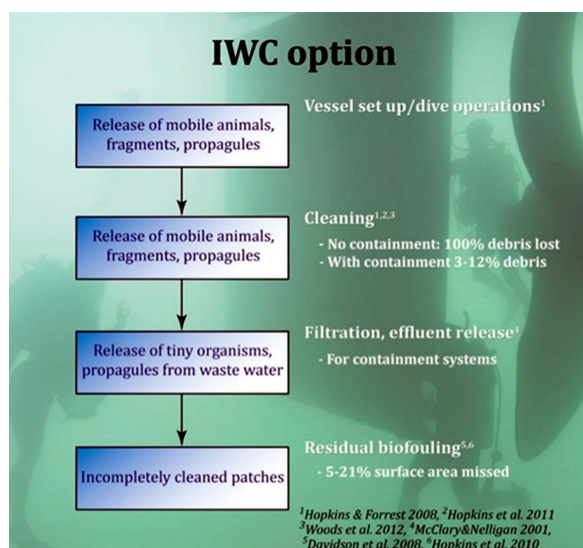 IWC option
Release of mobile animals,
fragments, propagules
Vessel set up/dive operations¹
Release of mobile animals,
fragments, propagules
Cleaning¹,²,³
- No containment: 100% debris lost
- With containment 3-12% debris
Release of tiny organisms,
propagules from waste water
Filtration, effluent release⁴
- For containment systems
Incompletely cleaned patches
Residual biofouling⁵,⁶
- 5-21% surface area missed
¹Hopkins & Forrest 2008, ²Hopkins et al. 2011
³Woods et al. 2012, ⁴McClary&Nelligan 2001,
⁵Davidson et al. 2008, ⁶Hopkins et al. 2010